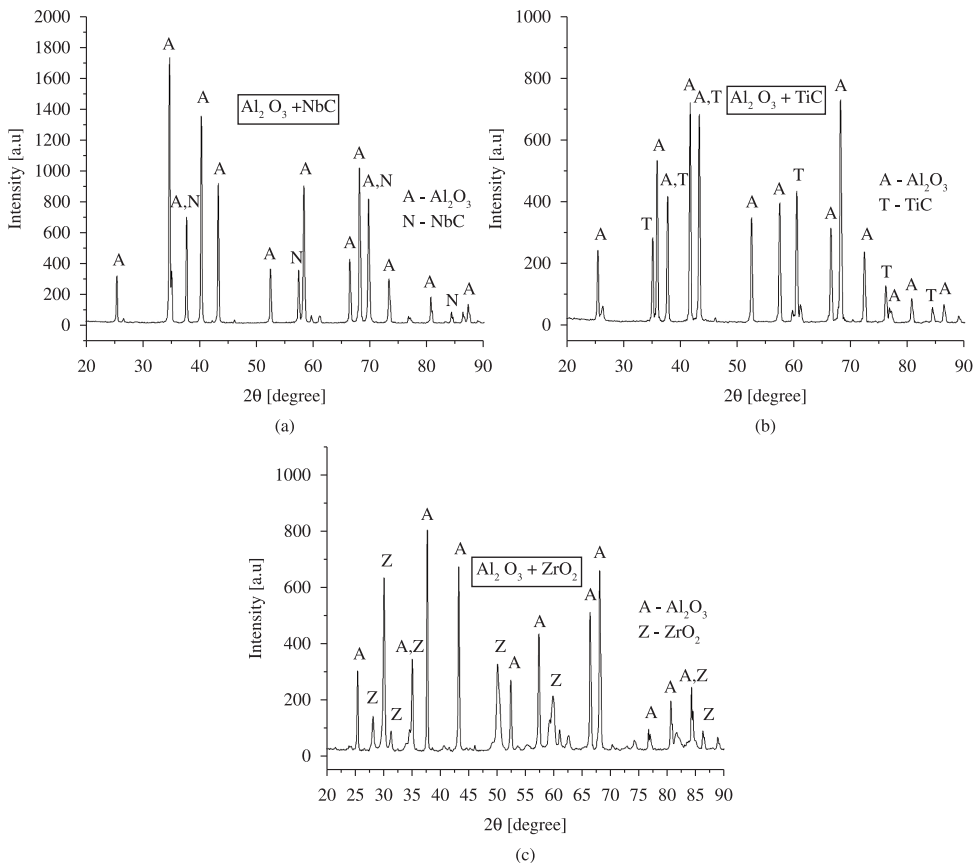 2000
1800
1600
1400
1200
1000
800
600
400
200
0
Intensity [a.u]
A
A
A,N
A
A
A
N
A
A
A
A,N
A
A
N
A
Al₂ O₃ +NbC
A - Al₂O₃
N - NbC
20 30 40 50 60 70 80 90
2θ [degree]
(a)
1000
800
600
400
200
0
Intensity [a.u]
A
T
A
A,T
A
A,T
A
A
T
A
A
A
T
A
A
T
A
Al₂ O₃ + TiC
A - Al₂O₃
T - TiC
20 30 40 50 60 70 80 90
2θ [degree]
(b)
1000
800
600
400
200
0
Intensity [a.u]
A
Z
Z
Z
A,Z
A
A
Z
A
A
Z
A
A
A
A
A,Z
Z
Al₂ O₃ + ZrO₂
A - Al₂O₃
Z - ZrO₂
20 25 30 35 40 45 50 55 60 65 70 75 80 85 90
2θ [degree]
(c)